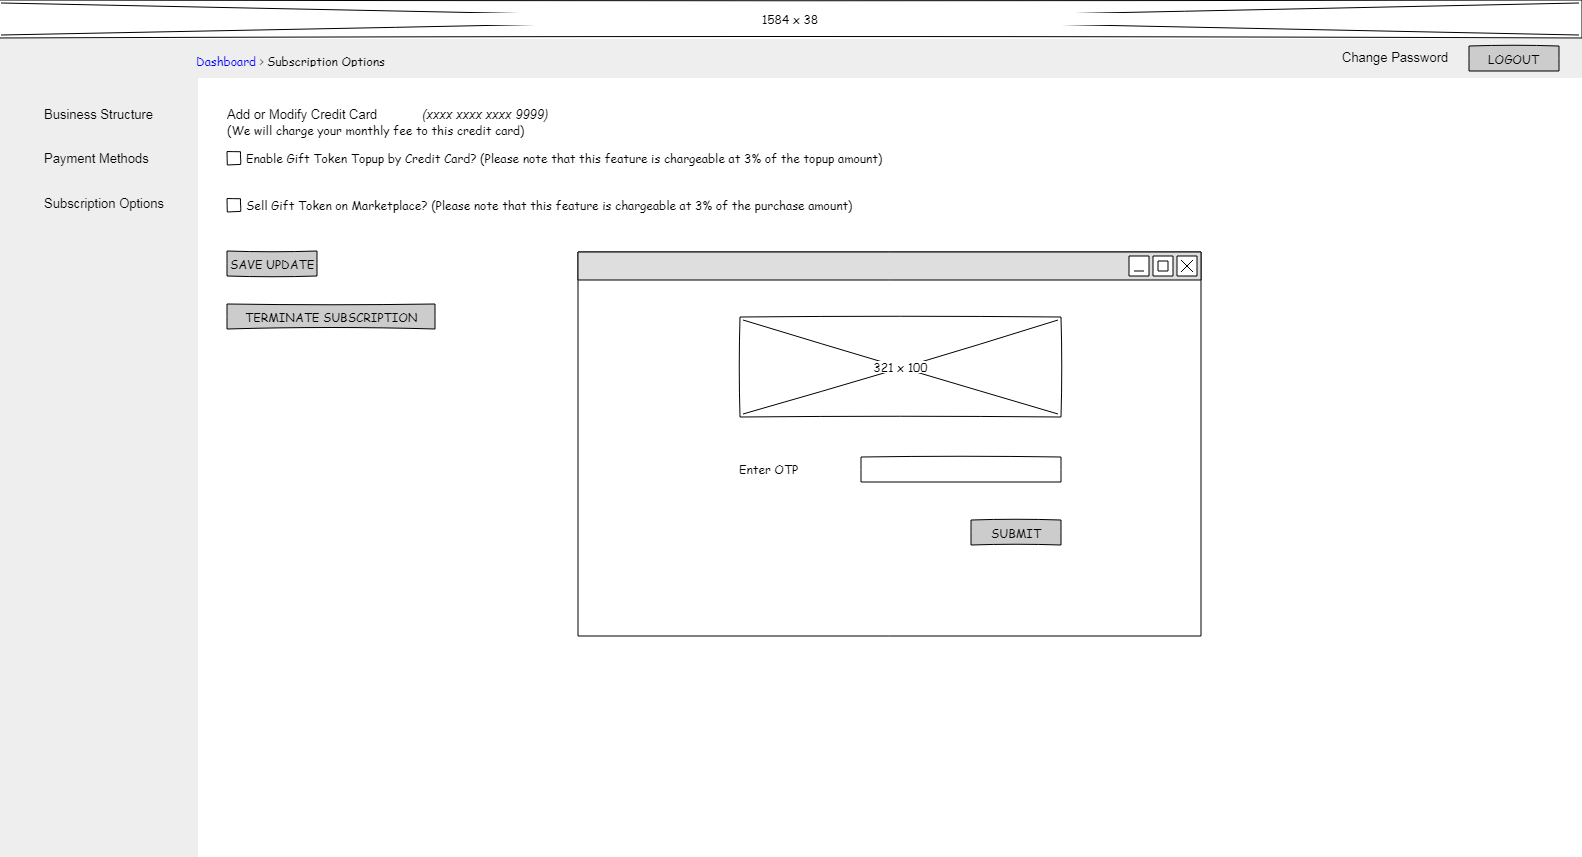 1584 x 38
Dashboard > Subscription Options
Change Password
LOGOUT
Business Structure
Payment Methods
Subscription Options
Add or Modify Credit Card (xxxx xxxx xxxx 9999)
(We will charge your monthly fee to this credit card)
Enable Gift Token Topup by Credit Card? (Please note that this feature is chargeable at 3% of the topup amount)
Sell Gift Token on Marketplace? (Please note that this feature is chargeable at 3% of the purchase amount)
SAVE UPDATE
TERMINATE SUBSCRIPTION
321 x 100
Enter OTP
SUBMIT